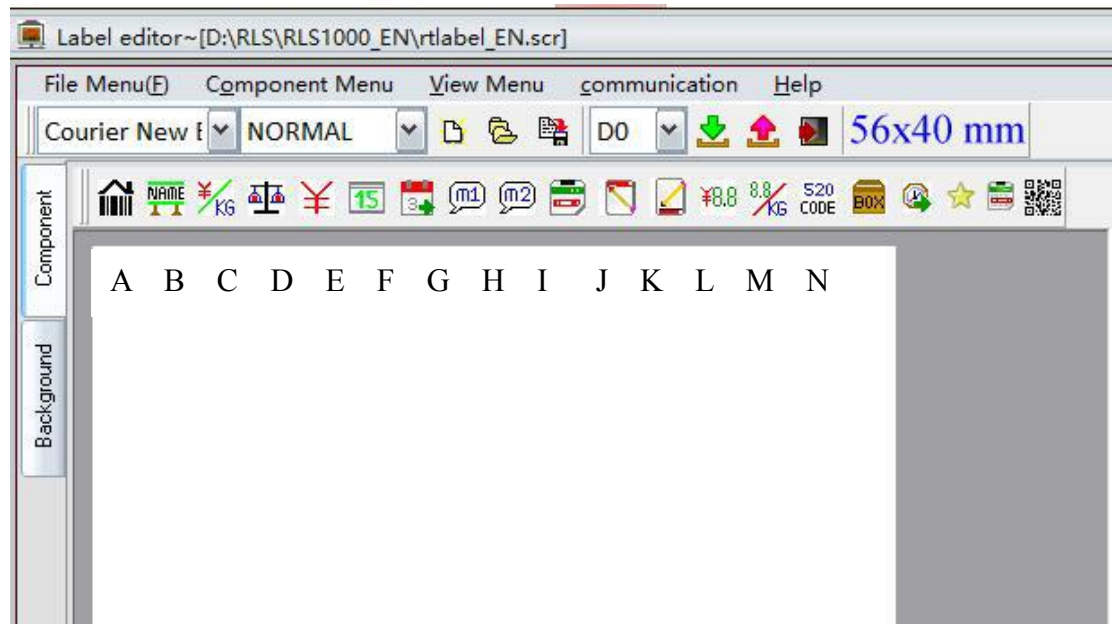 Label editor~[D:\RLS\RLS1000_EN\rtlabel_EN.scr]
File Menu(F) Component Menu View Menu communication Help
Courier New NORMAL D0 56x40 mm
NAME ¥/KG ¥ 15 3 m1 m2 ¥8.8 8.8/KG 520 CODE BOX
Component
A B C D E F G H I J K L M N
Background